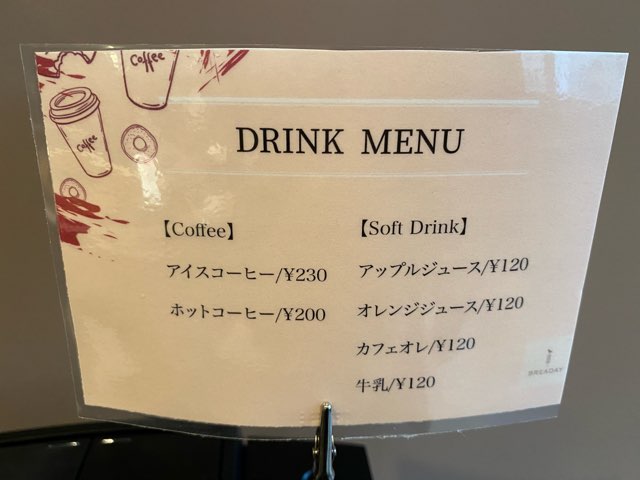 Coffee
Coffee
DRINK MENU
【Coffee】
アイスコーヒー/¥230
ホットコーヒー/¥200
【Soft Drink】
アップルジュース/¥120
オレンジジュース/¥120
カフェオレ/¥120
牛乳/¥120
BREADAY